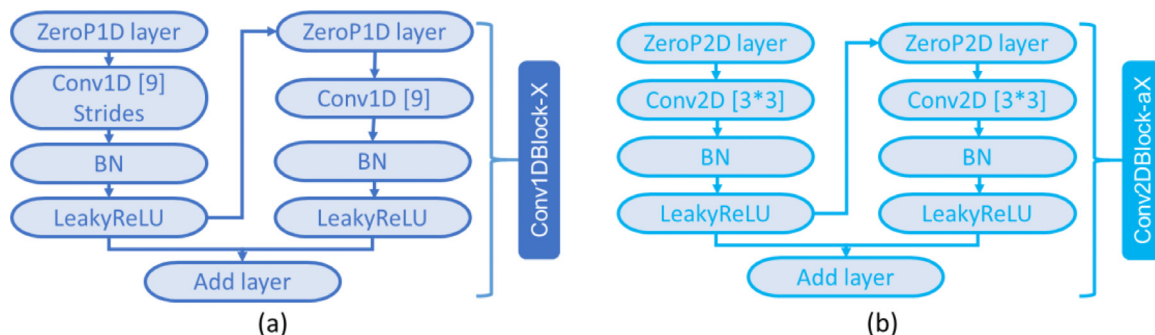 ZeroP1D layer
Conv1D [9]
Strides
BN
LeakyReLU
ZeroP1D layer
Conv1D [9]
BN
LeakyReLU
Add layer
Conv1DBlock-X
(a)
ZeroP2D layer
Conv2D [3*3]
BN
LeakyReLU
ZeroP2D layer
Conv2D [3*3]
BN
LeakyReLU
Add layer
Conv2DBlock-aX
(b)